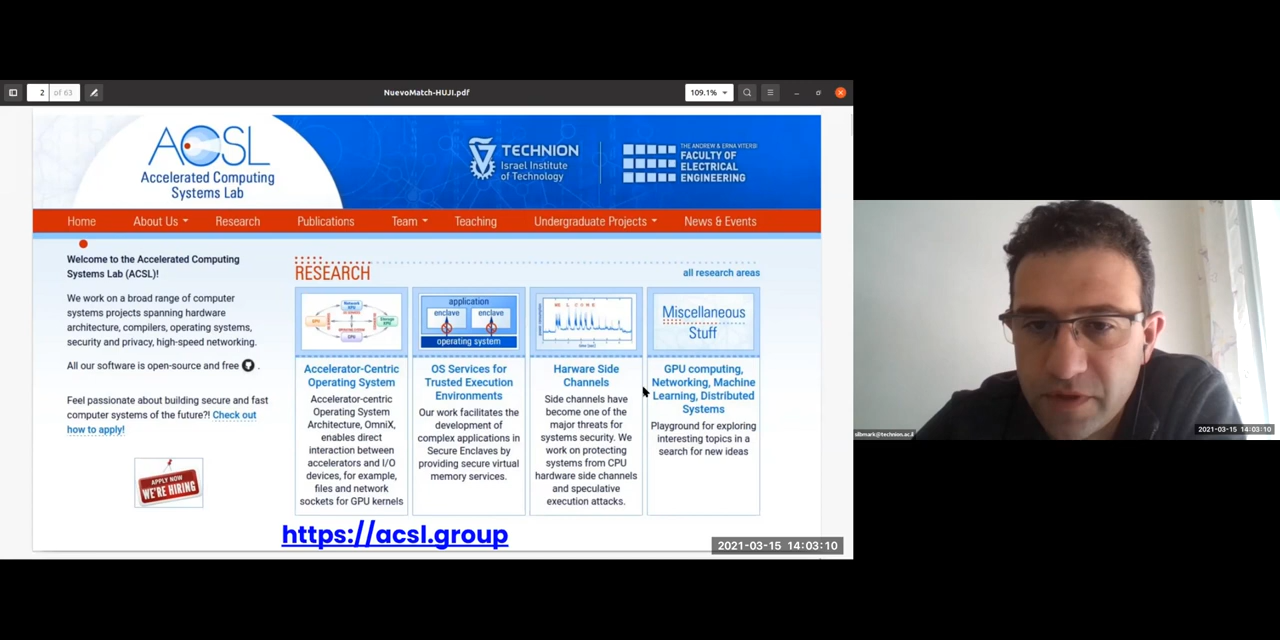 2 of 63
NuevoMatch-HUJI.pdf
109.1%
ACSL
Accelerated Computing
Systems Lab
TECHNION
Israel Institute
of Technology
THE ANDREW & ERNA VITERBI
FACULTY OF
ELECTRICAL
ENGINEERING
Home
About Us
Research
Publications
Team
Teaching
Undergraduate Projects
News & Events
Welcome to the Accelerated Computing
Systems Lab (ACSL)!
We work on a broad range of computer
systems projects spanning hardware
architecture, compilers, operating systems,
security and privacy, high-speed networking.
All our software is open-source and free .
Feel passionate about building secure and fast
computer systems of the future?! Check out
how to apply!
APPLY NOW
WE'RE HIRING
RESEARCH
all research areas
Accelerator-Centric
Operating System
Accelerator-centric
Operating System
Architecture, OmniX,
enables direct
interaction between
accelerators and I/O
devices, for example,
files and network
sockets for GPU kernels
application
enclave
enclave
operating system
OS Services for
Trusted Execution
Environments
Our work facilitates the
development of
complex applications in
Secure Enclaves by
providing secure virtual
memory services.
Harware Side
Channels
Side channels have
become one of the
major threats for
systems security. We
work on protecting
systems from CPU
hardware side channels
and speculative
execution attacks.
Miscellaneous
Stuff
GPU computing,
Networking, Machine
Learning, Distributed
Systems
Playground for exploring
interesting topics in a
search for new ideas
https://acsl.group
2021-03-15 14:03:10
2021-03-15 14:03:10